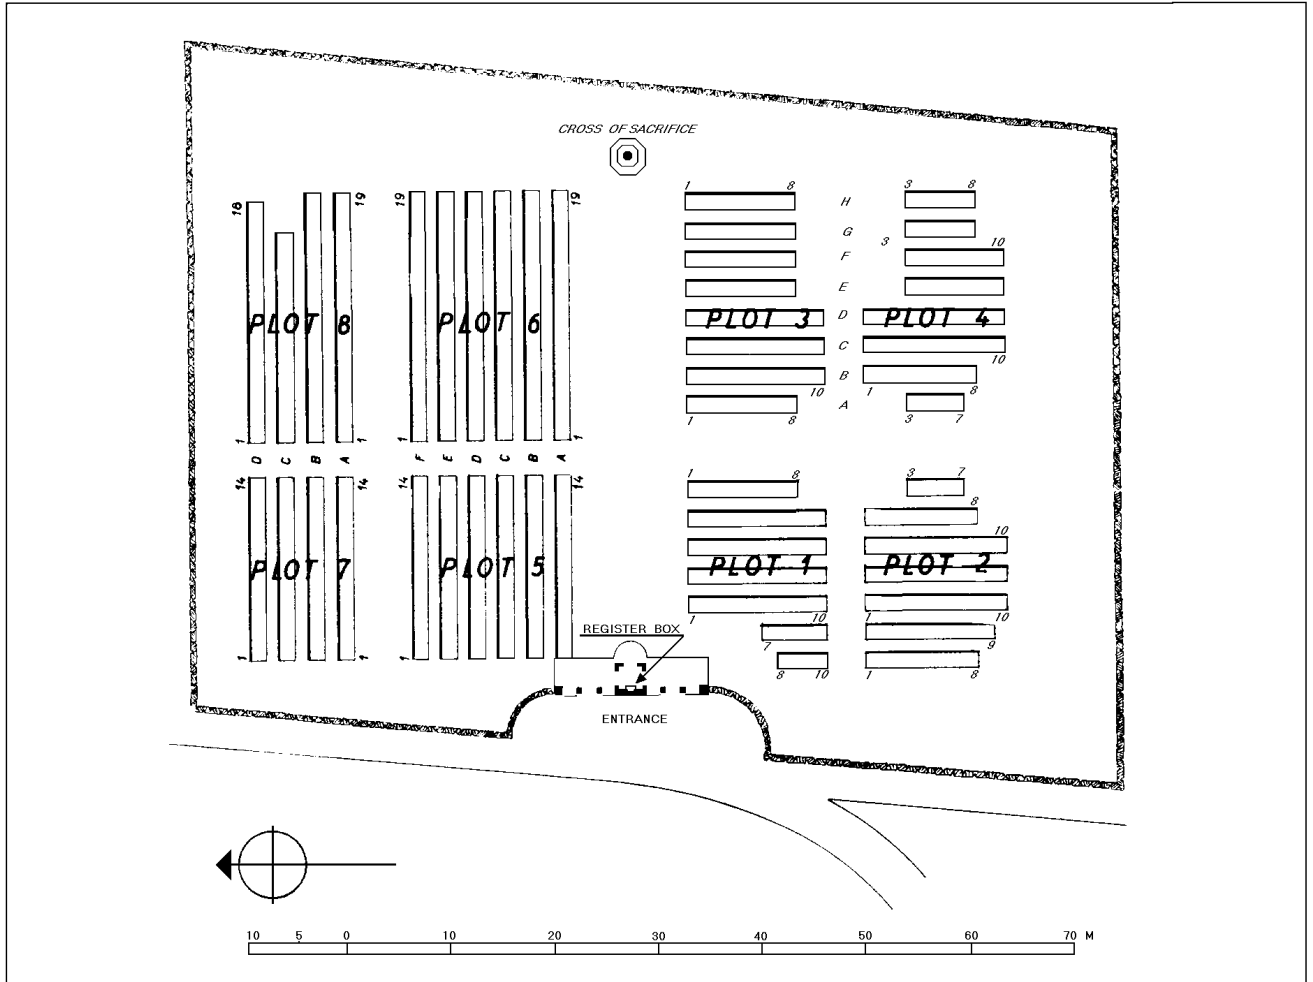 CROSS OF SACRIFICE
1 8 3 8
H
G
3 10
F
E
18 19 19 19
PLOT 8 PLOT 6 PLOT 3 D PLOT 4
C
10
B
10 1 8
A
1 8 3 7
1 1 1 1
D C B A F E D C B A
14 14 14 14
1 8 3 7
8
10
PLOT 7 PLOT 5 PLOT 1 PLOT 2
1 10 1 10
REGISTER BOX
7 9
1 1 1
8 10 1 8
ENTRANCE
10 5 0 10 20 30 40 50 60 70 M